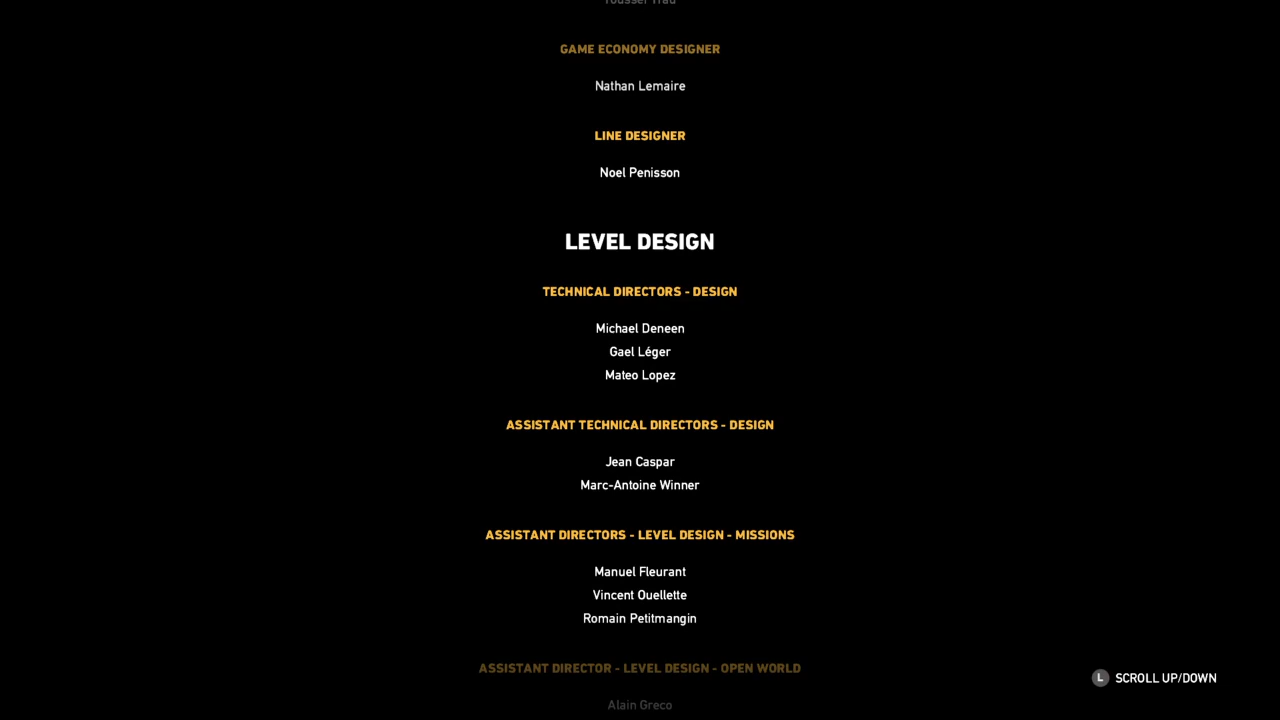 GAME ECONOMY DESIGNER
Nathan Lemaire
LINE DESIGNER
Noel Penisson
LEVEL DESIGN
TECHNICAL DIRECTORS - DESIGN
Michael Deneen
Gael Léger
Mateo Lopez
ASSISTANT TECHNICAL DIRECTORS - DESIGN
Jean Caspar
Marc-Antoine Winner
ASSISTANT DIRECTORS - LEVEL DESIGN - MISSIONS
Manuel Fleurant
Vincent Ouellette
Romain Petitmangin
ASSISTANT DIRECTOR - LEVEL DESIGN - OPEN WORLD
Alain Greco
L SCROLL UP/DOWN